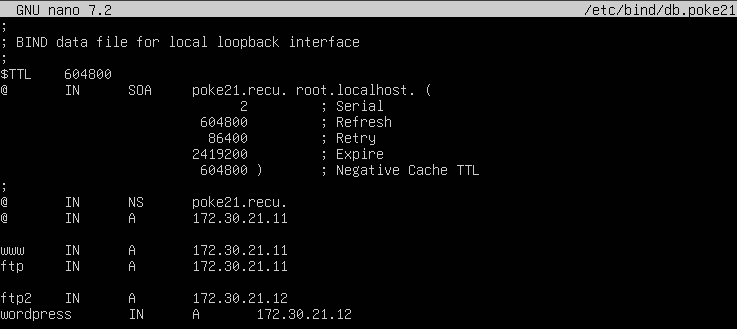 GNU nano 7.2 /etc/bind/db.poke21
;
; BIND data file for local loopback interface
;
$TTL 604800
@ IN SOA poke21.recu. root.localhost. (
2 ; Serial
604800 ; Refresh
86400 ; Retry
2419200 ; Expire
604800 ) ; Negative Cache TTL
;
@ IN NS poke21.recu.
@ IN A 172.30.21.11
www IN A 172.30.21.11
ftp IN A 172.30.21.11
ftp2 IN A 172.30.21.12
wordpress IN A 172.30.21.12